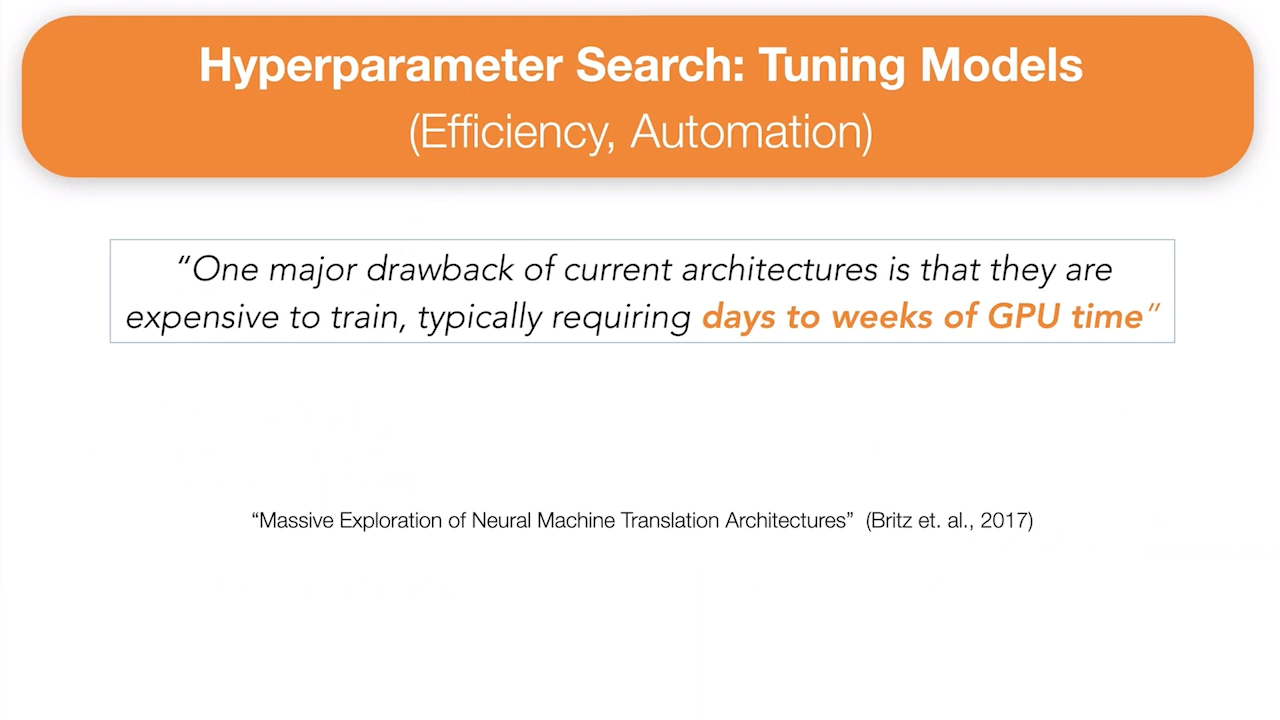 Hyperparameter Search: Tuning Models
(Efficiency, Automation)
“One major drawback of current architectures is that they are
expensive to train, typically requiring days to weeks of GPU time”
“Massive Exploration of Neural Machine Translation Architectures” (Britz et. al., 2017)